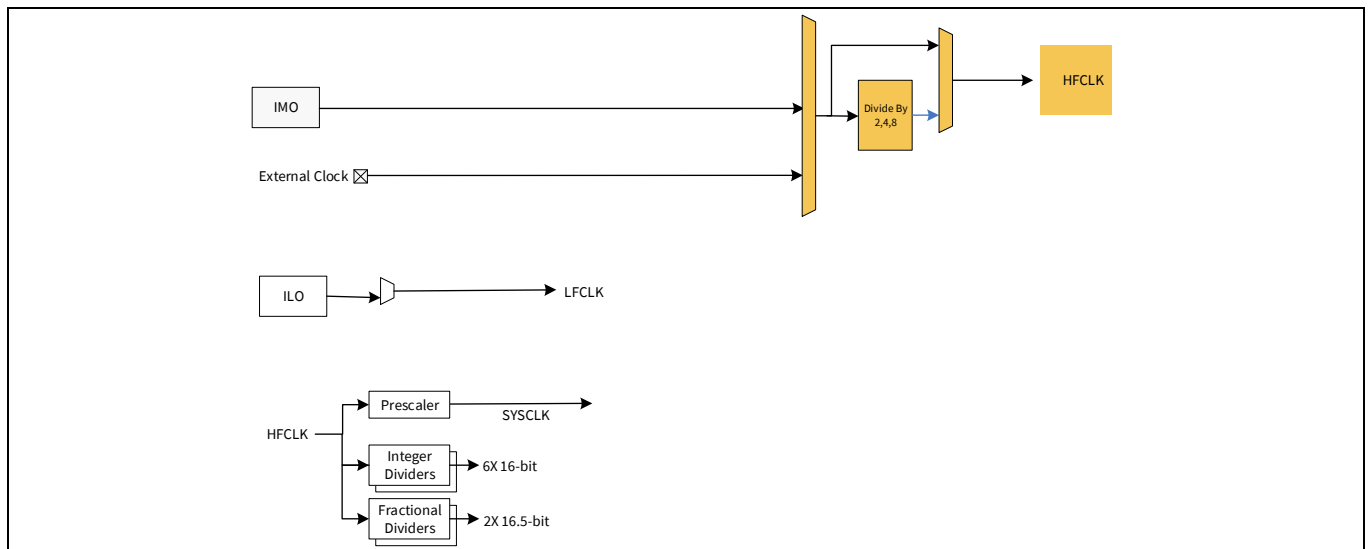 IMO
Divide By
2,4,8
HFCLK
External Clock
ILO
LFCLK
Prescaler
SYSCLK
HFCLK
Integer
Dividers
6X 16-bit
Fractional
Dividers
2X 16.5-bit